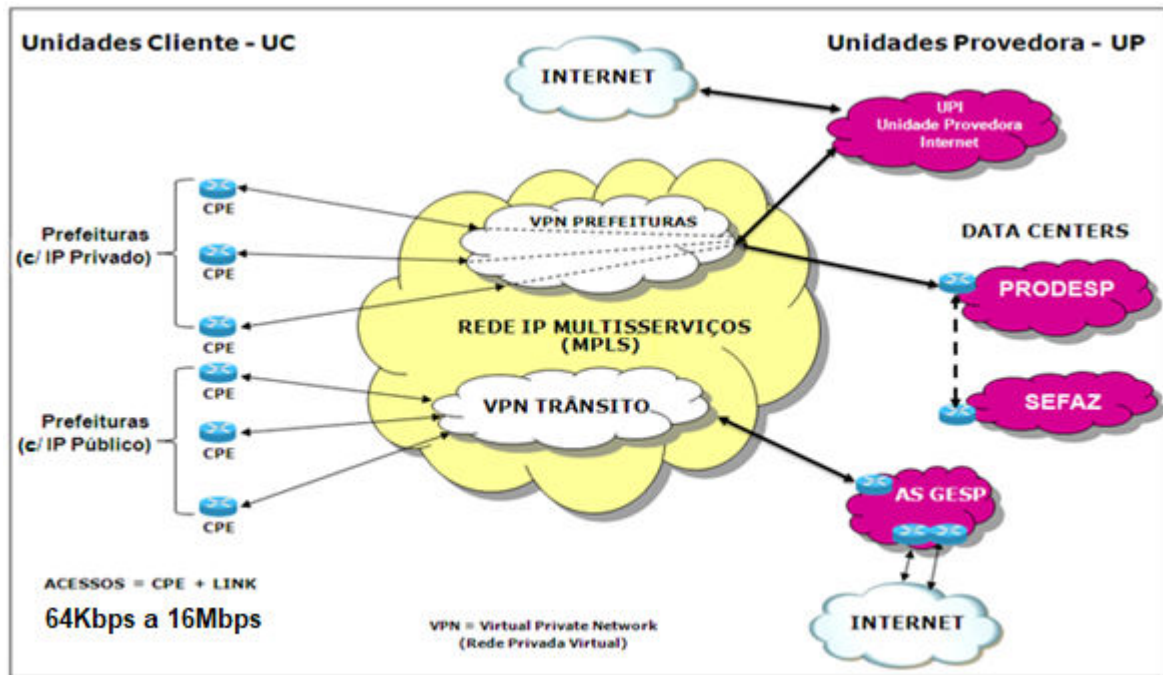 Unidades Cliente - UC
Unidades Provedora - UP
INTERNET
UPI
Unidade Provedora
Internet
CPE
VPN PREFEITURAS
Prefeituras
(c/ IP Privado)
CPE
DATA CENTERS
PRODESP
CPE
REDE IP MULTISSERVIÇOS
(MPLS)
CPE
SEFAZ
VPN TRÂNSITO
Prefeituras
(c/ IP Público)
CPE
AS GESP
CPE
ACESSOS = CPE + LINK
64Kbps a 16Mbps
VPN = Virtual Private Network
(Rede Privada Virtual)
INTERNET